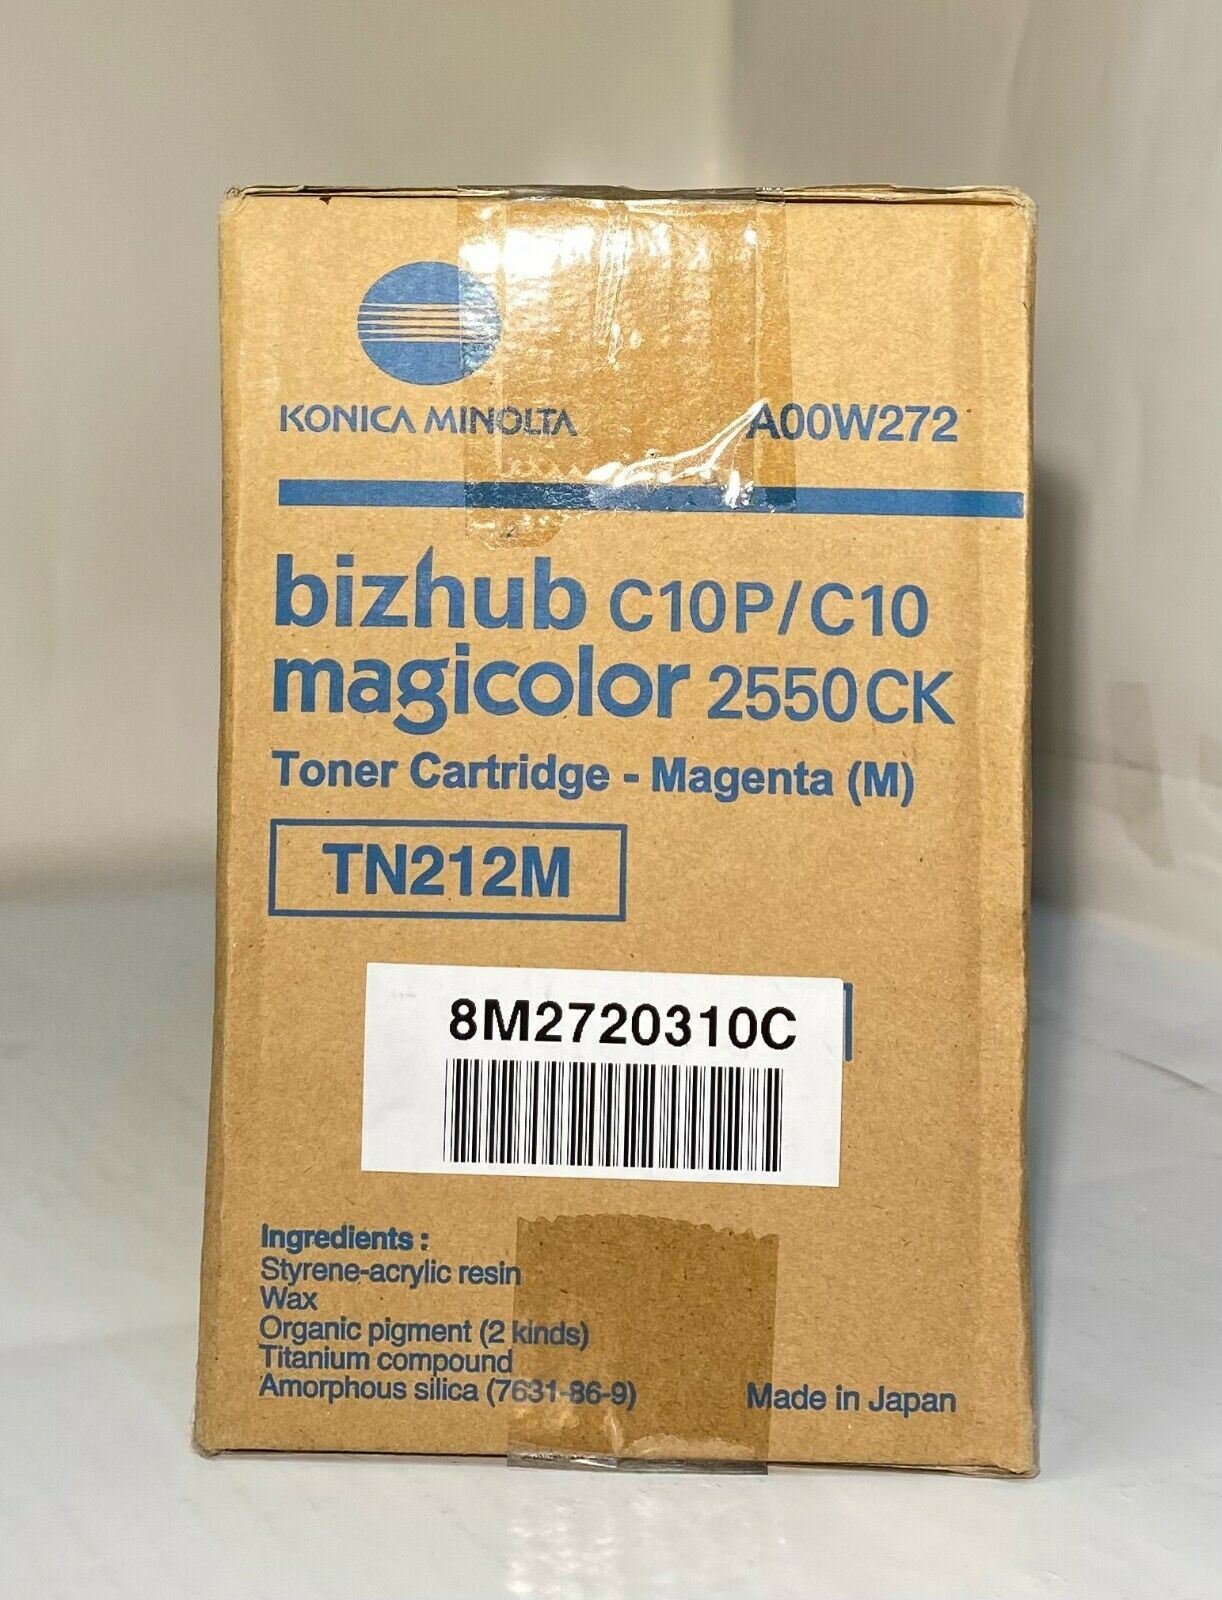 KONICA MINOLTA
A00W272
bizhub C10P/C10
magicolor 2550CK
Toner Cartridge - Magenta (M)
TN212M
8M2720310C
Ingredients :
Styrene-acrylic resin
Wax
Organic pigment (2 kinds)
Titanium compound
Amorphous silica (7631-86-9)
Made in Japan